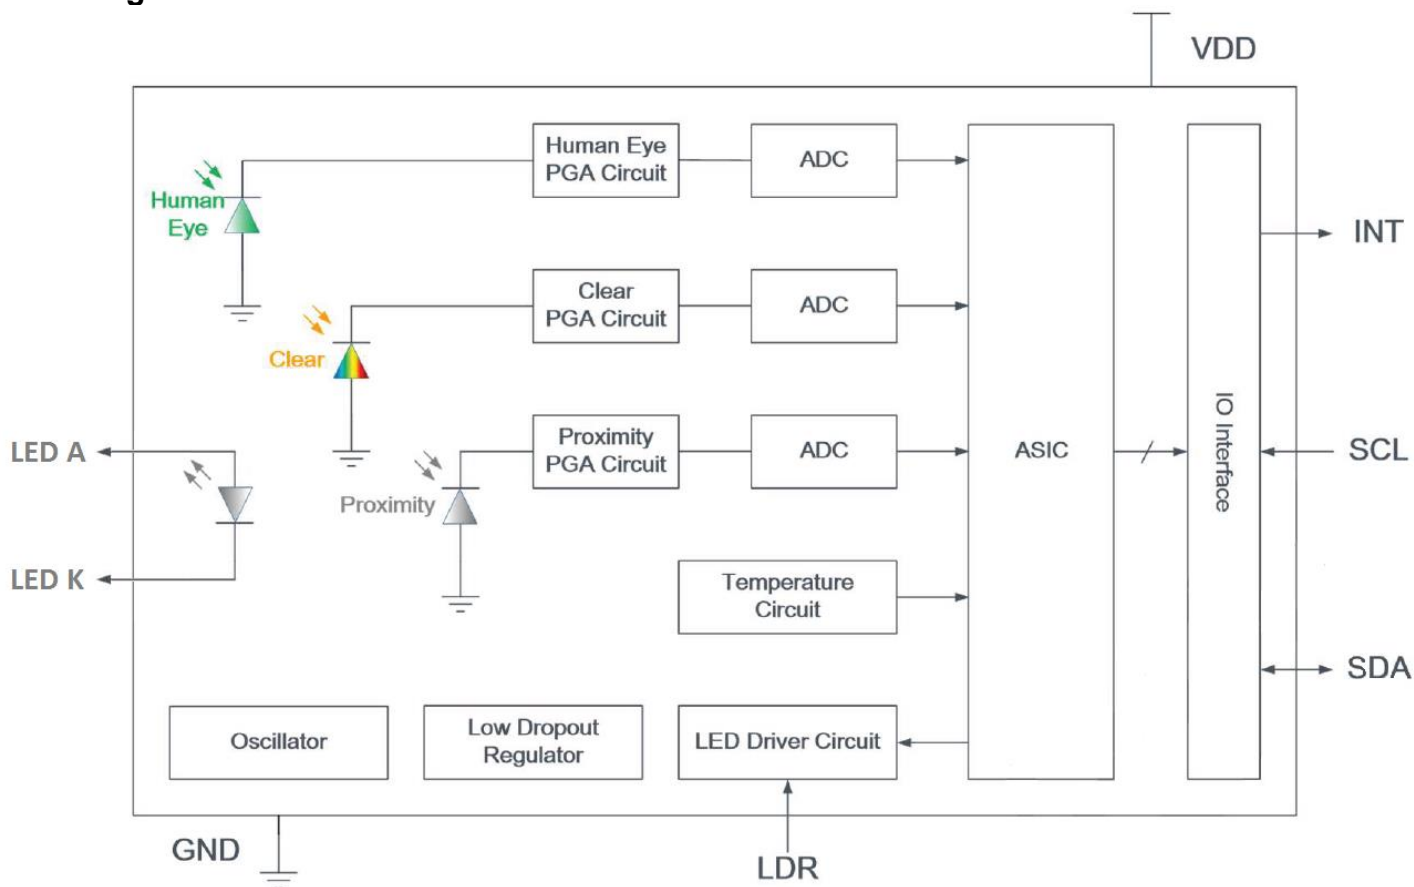 VDD
Human Eye
PGA Circuit
ADC
Human
Eye
INT
Clear
PGA Circuit
ADC
Clear
LED A
Proximity
PGA Circuit
ADC
ASIC
IO Interface
SCL
Proximity
LED K
Temperature
Circuit
SDA
Oscillator
Low Dropout
Regulator
LED Driver Circuit
GND
LDR